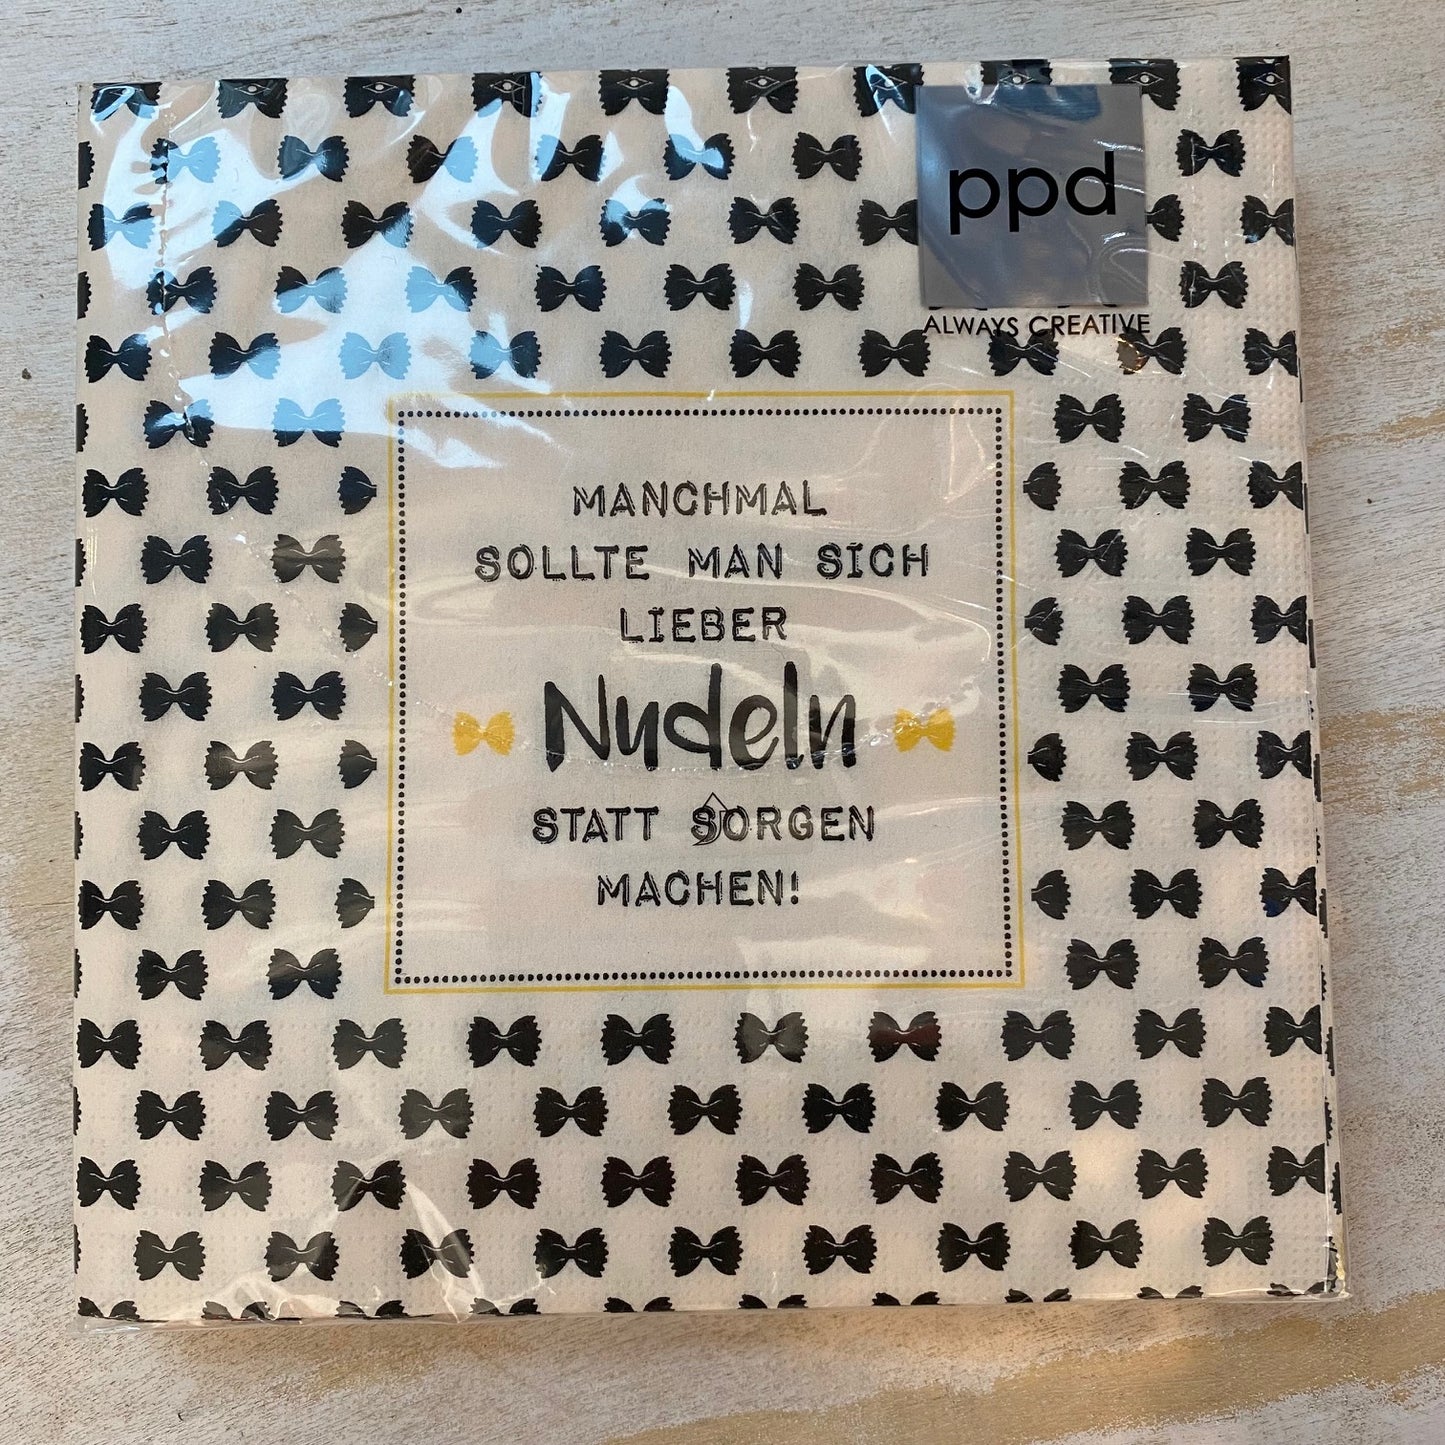 ppd
ALWAYS CREATIVE
MANCHMAL
SOLLTE MAN SICH
LIEBER
Nudeln
STATT SORGEN
MACHEN!